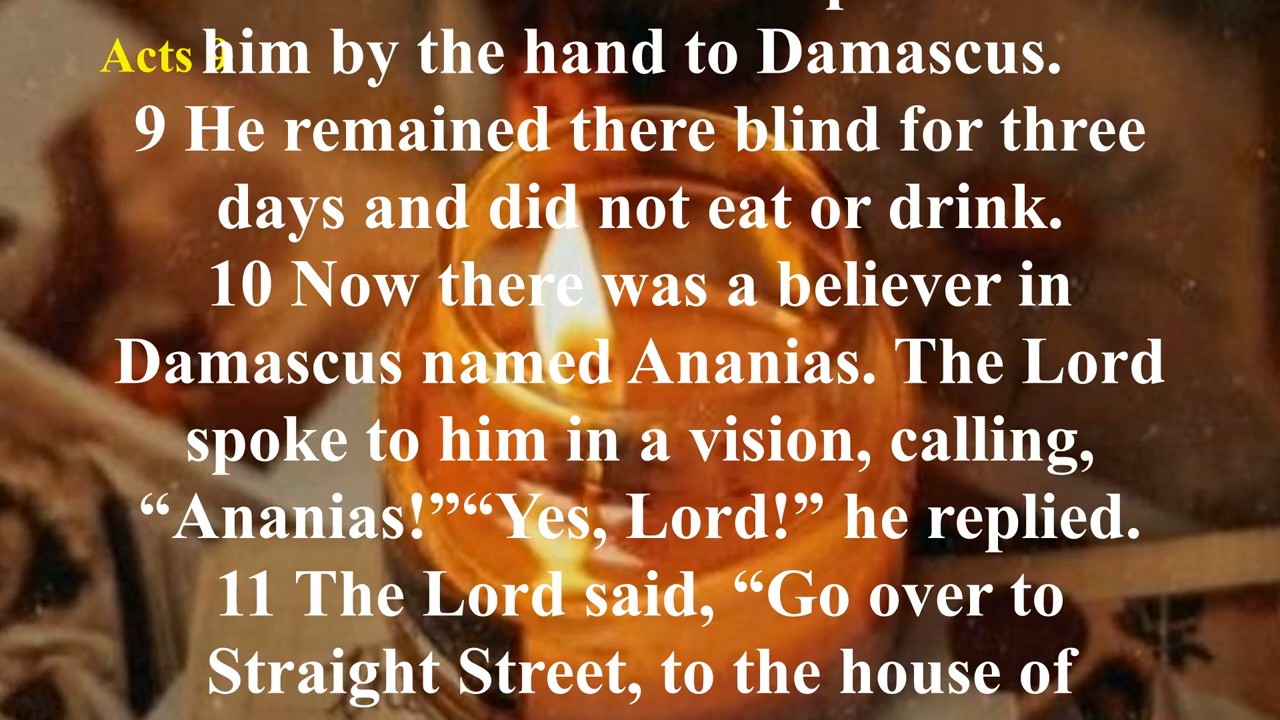 Acts 9
him by the hand to Damascus.
9 He remained there blind for three
days and did not eat or drink.
10 Now there was a believer in
Damascus named Ananias. The Lord
spoke to him in a vision, calling,
“Ananias!”“Yes, Lord!” he replied.
11 The Lord said, “Go over to
Straight Street, to the house of